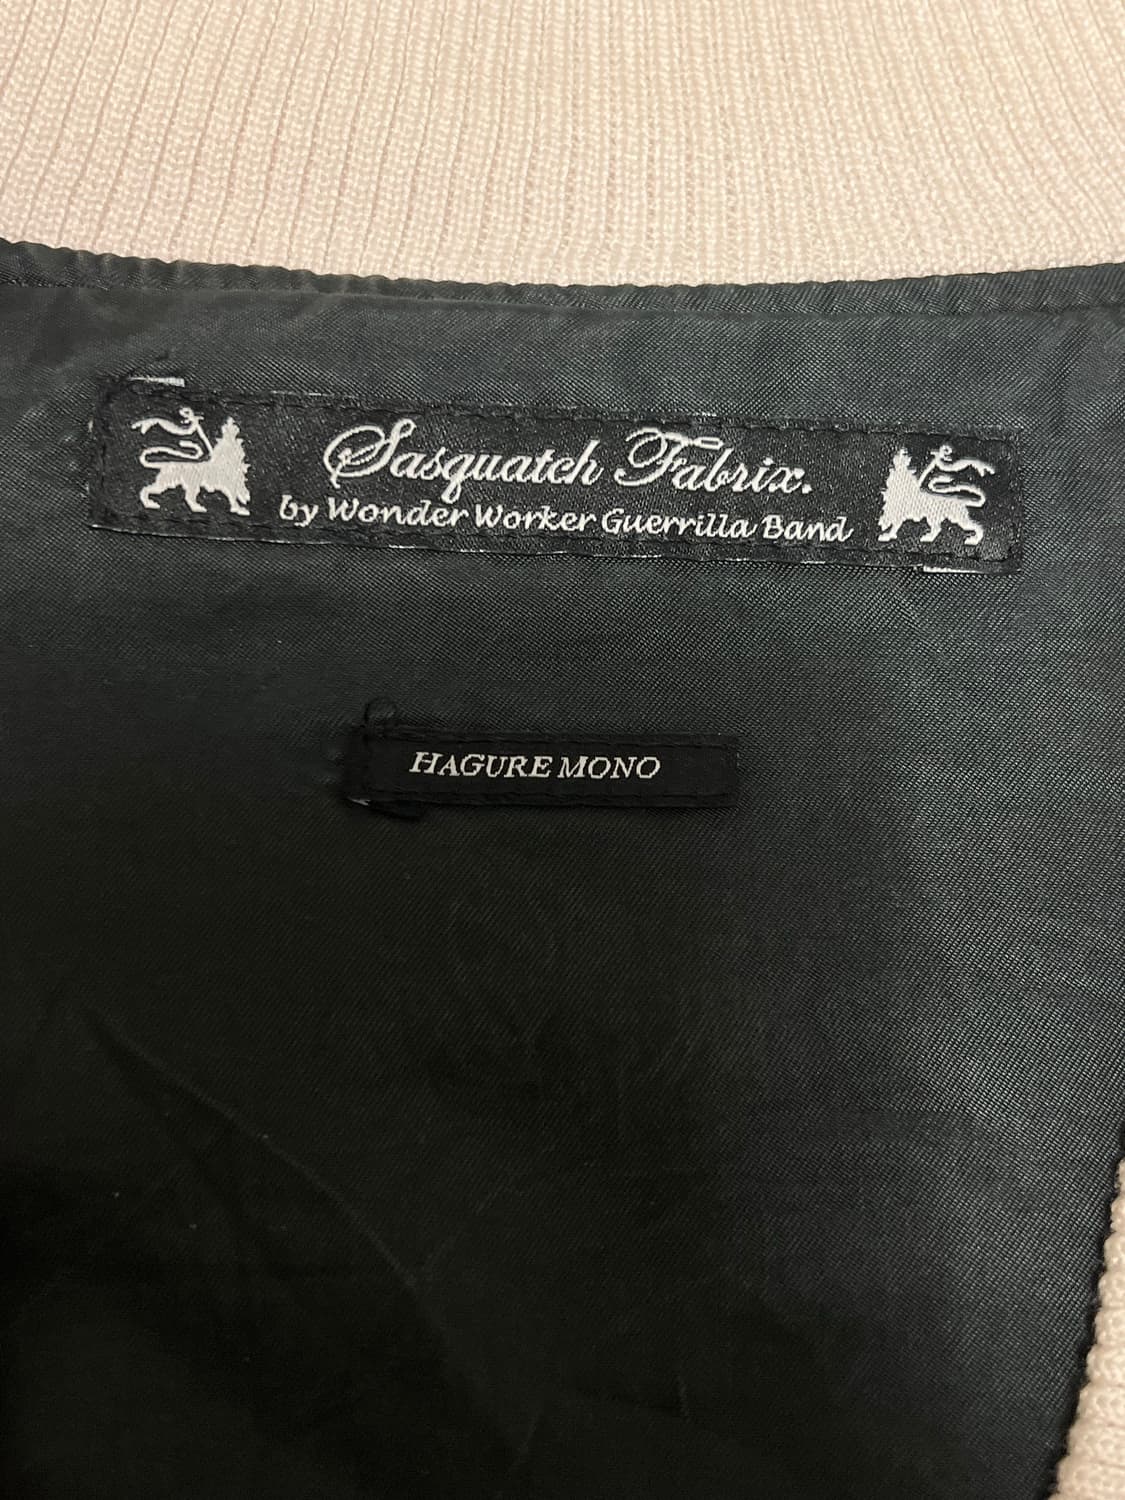 Sasquatch Fabrix.
by Wonder Worker Guerrilla Band
HAGURE MONO